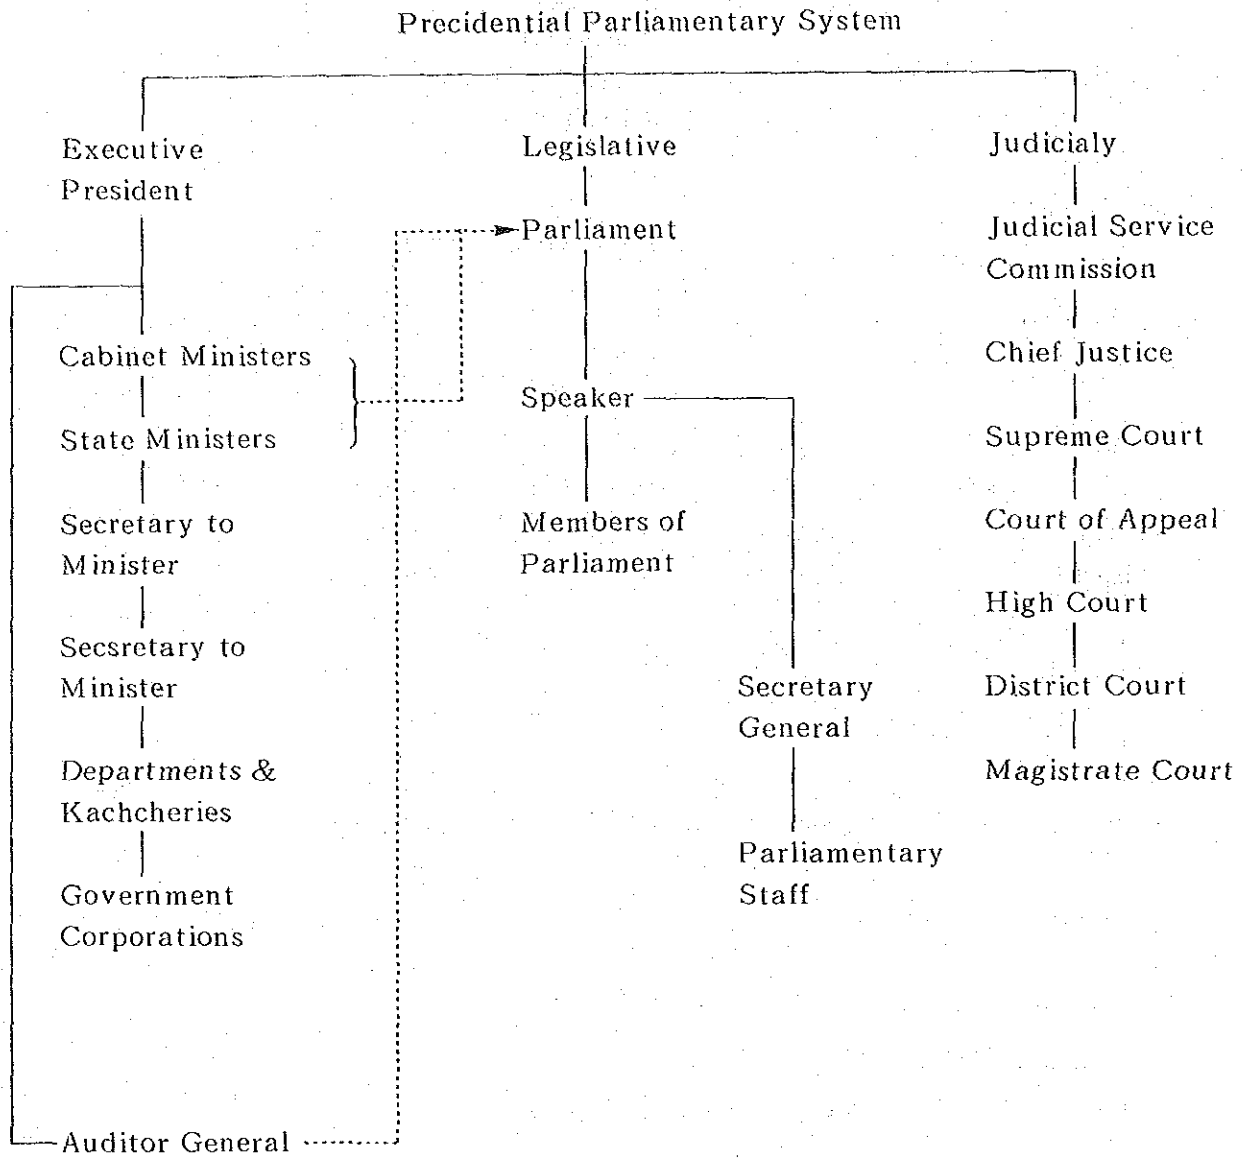 Precidential Parliamentary System
Executive
President
Cabinet Ministers
State Ministers
Secretary to
Minister
Secsretary to
Minister
Departments &
Kachcheries
Government
Corporations
Auditor General
Legislative
Parliament
Speaker
Members of
Parliament
Secretary
General
Parliamentary
Staff
Judicialy
Judicial Service
Commission
Chief Justice
Supreme Court
Court of Appeal
High Court
District Court
Magistrate Court